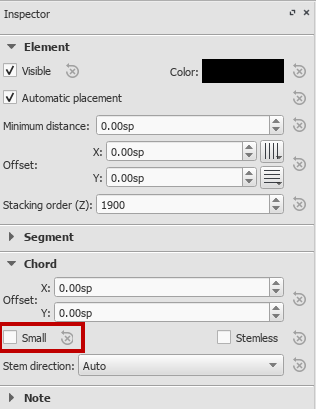 Inspector
Element
Visible Color:
Automatic placement
Minimum distance: 0.00sp
X: 0.00sp
Offset:
Y: 0.00sp
Stacking order (Z): 1900
Segment
Chord
X: 0.00sp
Offset:
Y: 0.00sp
Small Stemless
Stem direction: Auto
Note